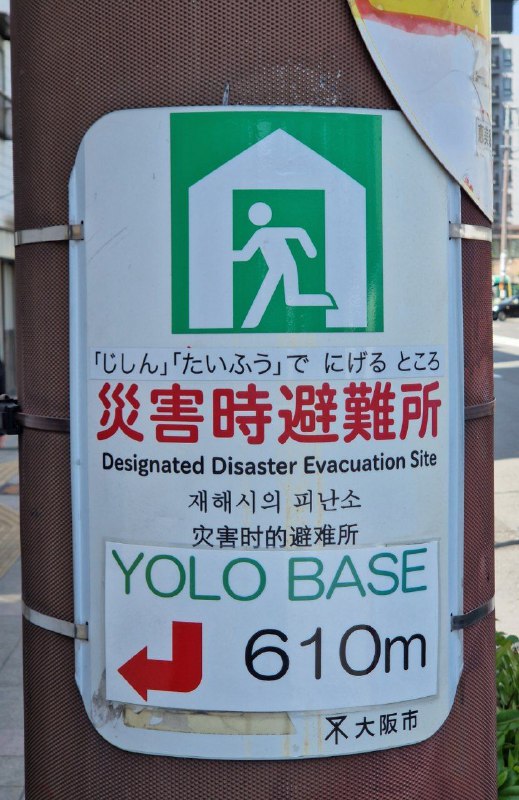 「じしん」「たいふう」で にげる ところ
災害時避難所
Designated Disaster Evacuation Site
재해시의 피난소
灾害时的避难所
YOLO BASE
610m
大阪市